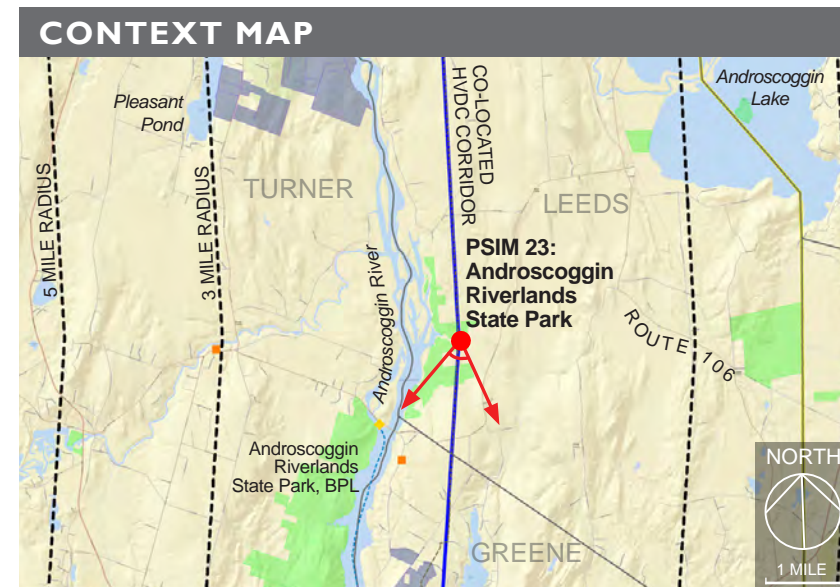 CONTEXT MAP
Pleasant
Pond
Androscoggin
Lake
CO-LOCATED
HVDC CORRIDOR
5 MILE RADIUS
3 MILE RADIUS
TURNER
LEEDS
Androscoggin River
PSIM 23:
Androscoggin
Riverlands
State Park
ROUTE 106
Androscoggin
Riverlands
State Park, BPL
GREENE
NORTH
1 MILE